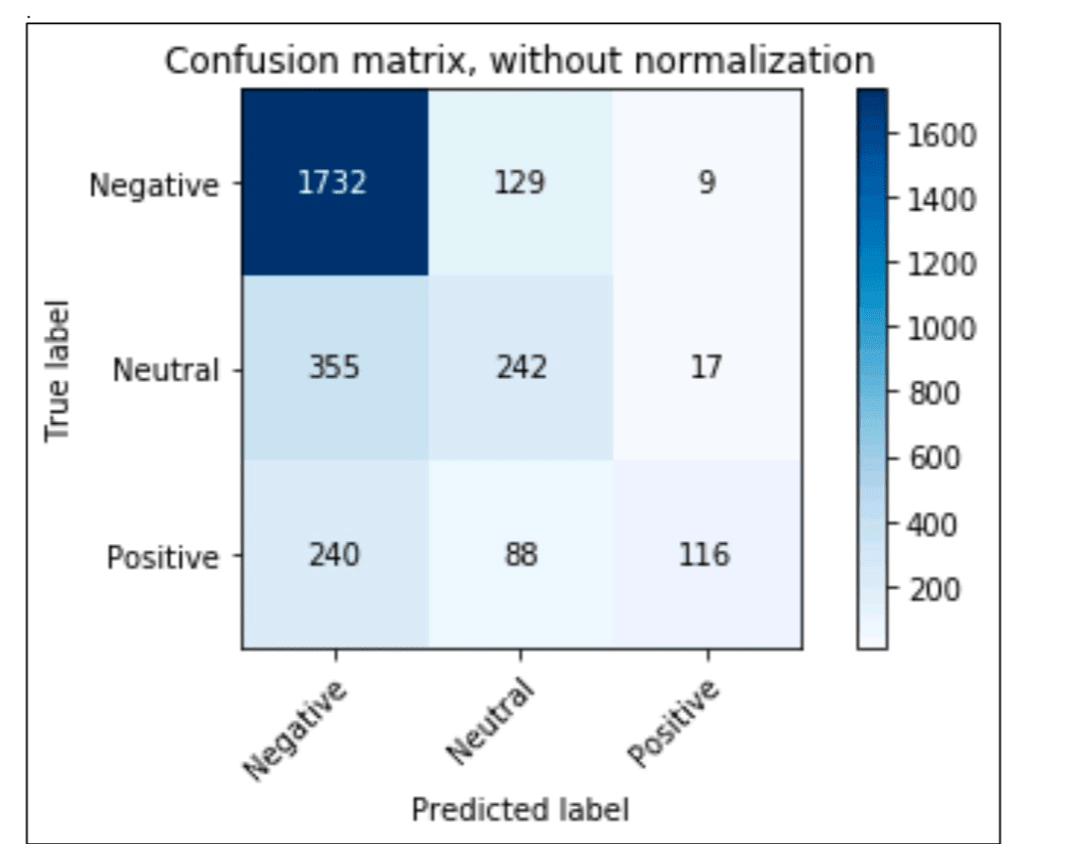 Confusion matrix, without normalization
Negative 1732 129 9
Neutral 355 242 17
Positive 240 88 116
True label
Negative Neutral Positive
Predicted label
1600
1400
1200
1000
800
600
400
200